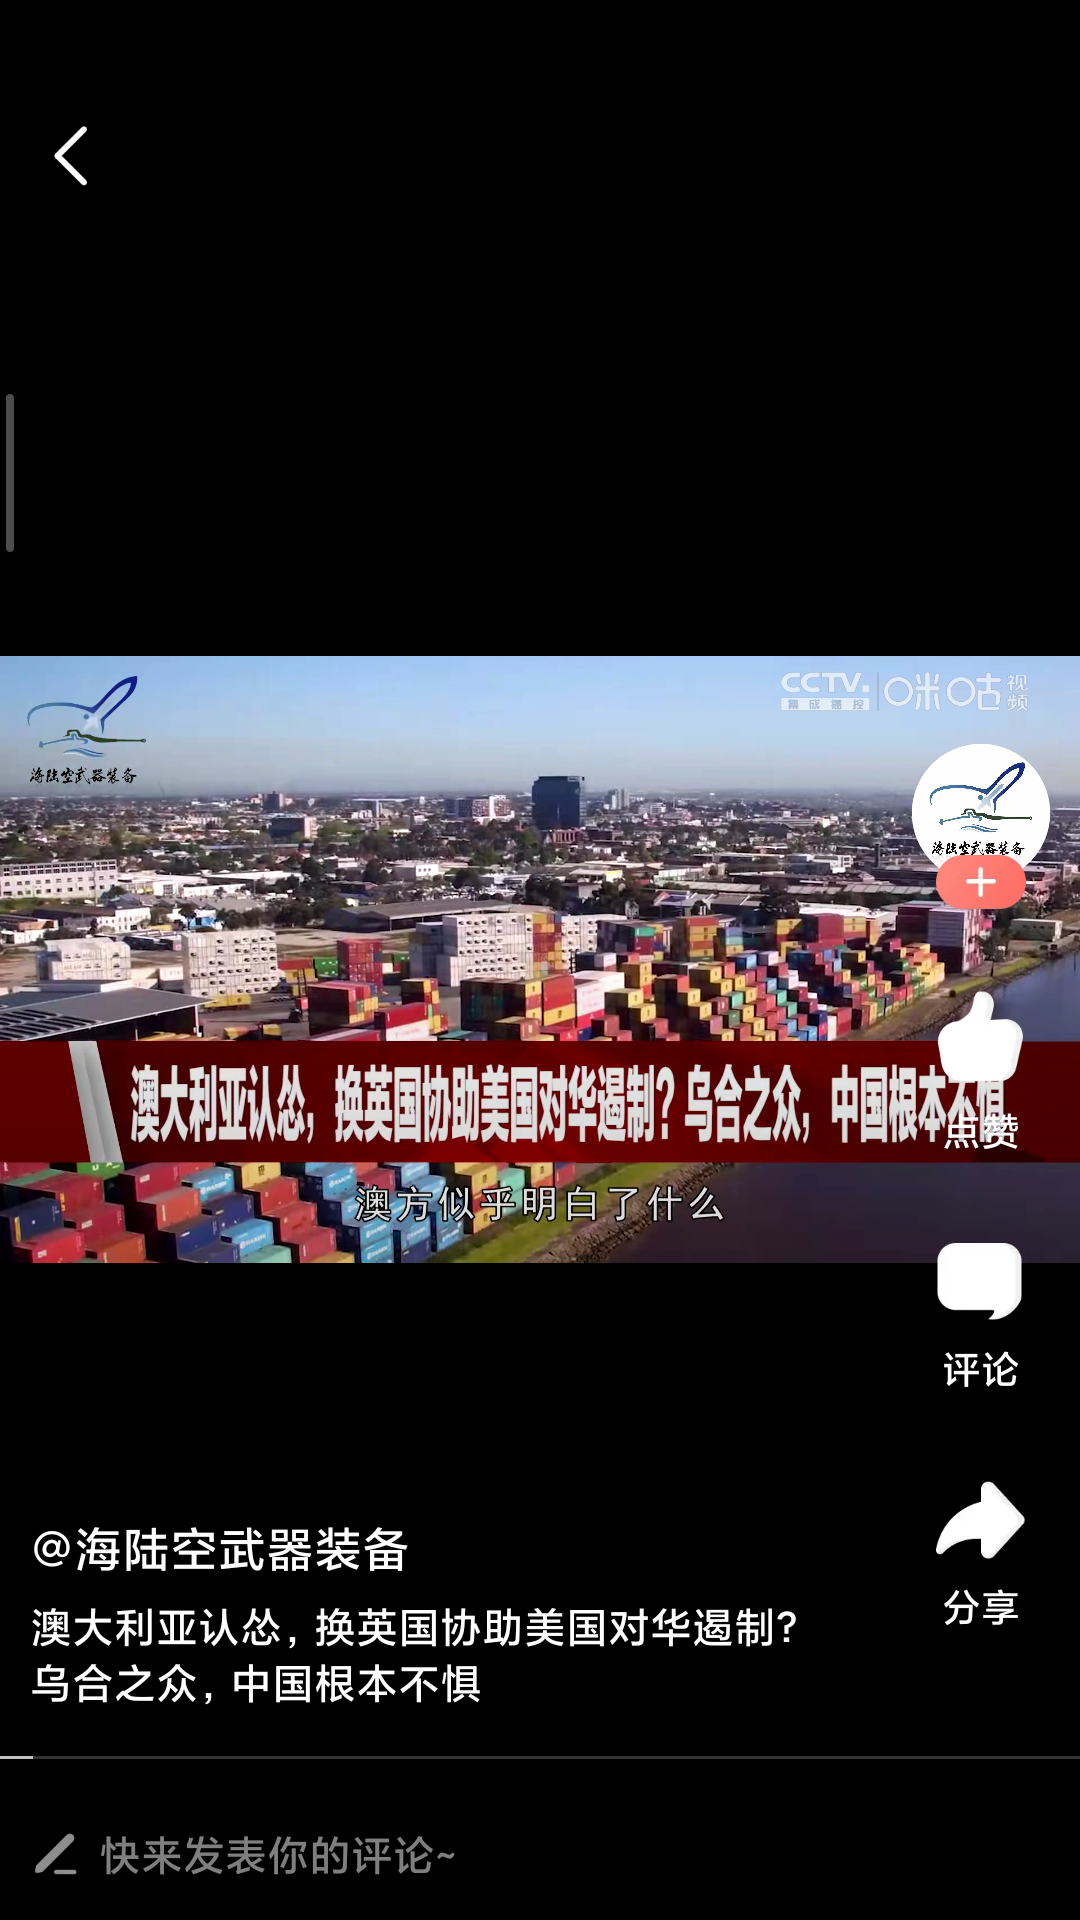 海陆空武器装备
CCTV.
集成播控
咪咕视频
海陆空武器装备
澳大利亚认怂，换英国协助美国对华遏制？乌合之众，中国根本不惧
点赞
澳方似乎明白了什么
评论
分享
@海陆空武器装备
澳大利亚认怂，换英国协助美国对华遏制？
乌合之众，中国根本不惧
快来发表你的评论~